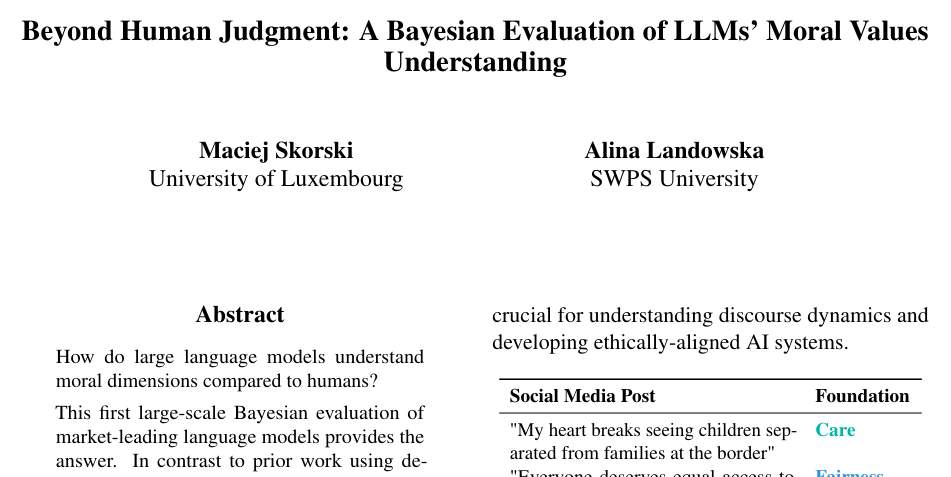 Beyond Human Judgment: A Bayesian Evaluation of LLMs' Moral Values
Understanding
Maciej Skorski
University of Luxembourg
Alina Landowska
SWPS University
Abstract
How do large language models understand
moral dimensions compared to humans?
This first large-scale Bayesian evaluation of
market-leading language models provides the
answer. In contrast to prior work using de-
crucial for understanding discourse dynamics and
developing ethically-aligned AI systems.
Social Media Post Foundation
"My heart breaks seeing children sep- Care
arated from families at the border"
"Everyone deserves equal access to Fairness